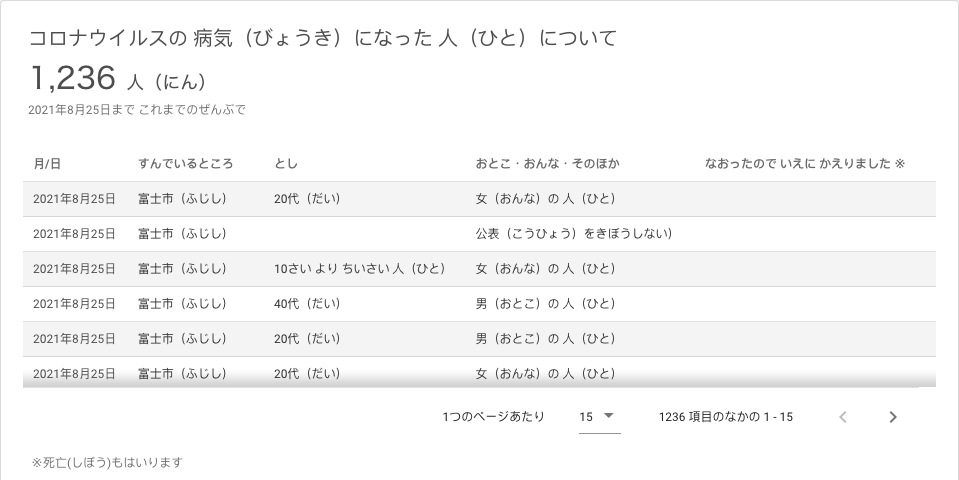 コロナウイルスの 病気（びょうき）になった 人（ひと）について
1,236 人（にん）
2021年8月25日まで これまでのぜんぶで
月/日 すんでいるところ とし おとこ・おんな・そのほか なおったので いえに かえりました ※
2021年8月25日 富士市（ふじし） 20代（だい） 女（おんな）の 人（ひと）
2021年8月25日 富士市（ふじし） 公表（こうひょう）をきぼうしない)
2021年8月25日 富士市（ふじし） 10さい より ちいさい 人（ひと） 女（おんな）の 人（ひと）
2021年8月25日 富士市（ふじし） 40代（だい） 男（おとこ）の 人（ひと）
2021年8月25日 富士市（ふじし） 20代（だい） 男（おとこ）の 人（ひと）
2021年8月25日 富士市（ふじし） 20代（だい） 女（おんな）の 人（ひと）
1つのページあたり 15 1236 項目のなかの 1 - 15
※死亡(しぼう)もはいります